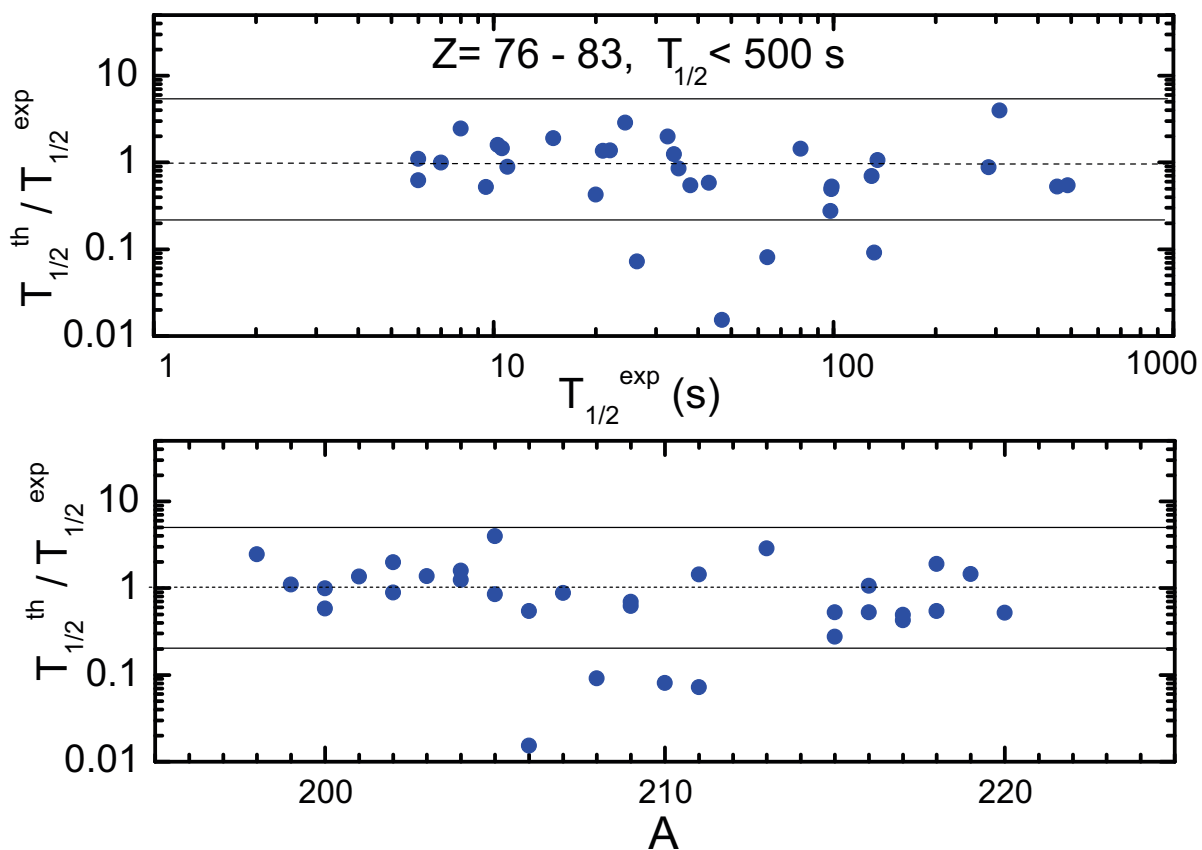 Z= 76 - 83, T1/2< 500 s
10
1
0.1
0.01
T1/2th / T1/2exp
1 10 100 1000
T1/2exp (s)
10
1
0.1
0.01
T1/2th / T1/2exp
200 210 220
A